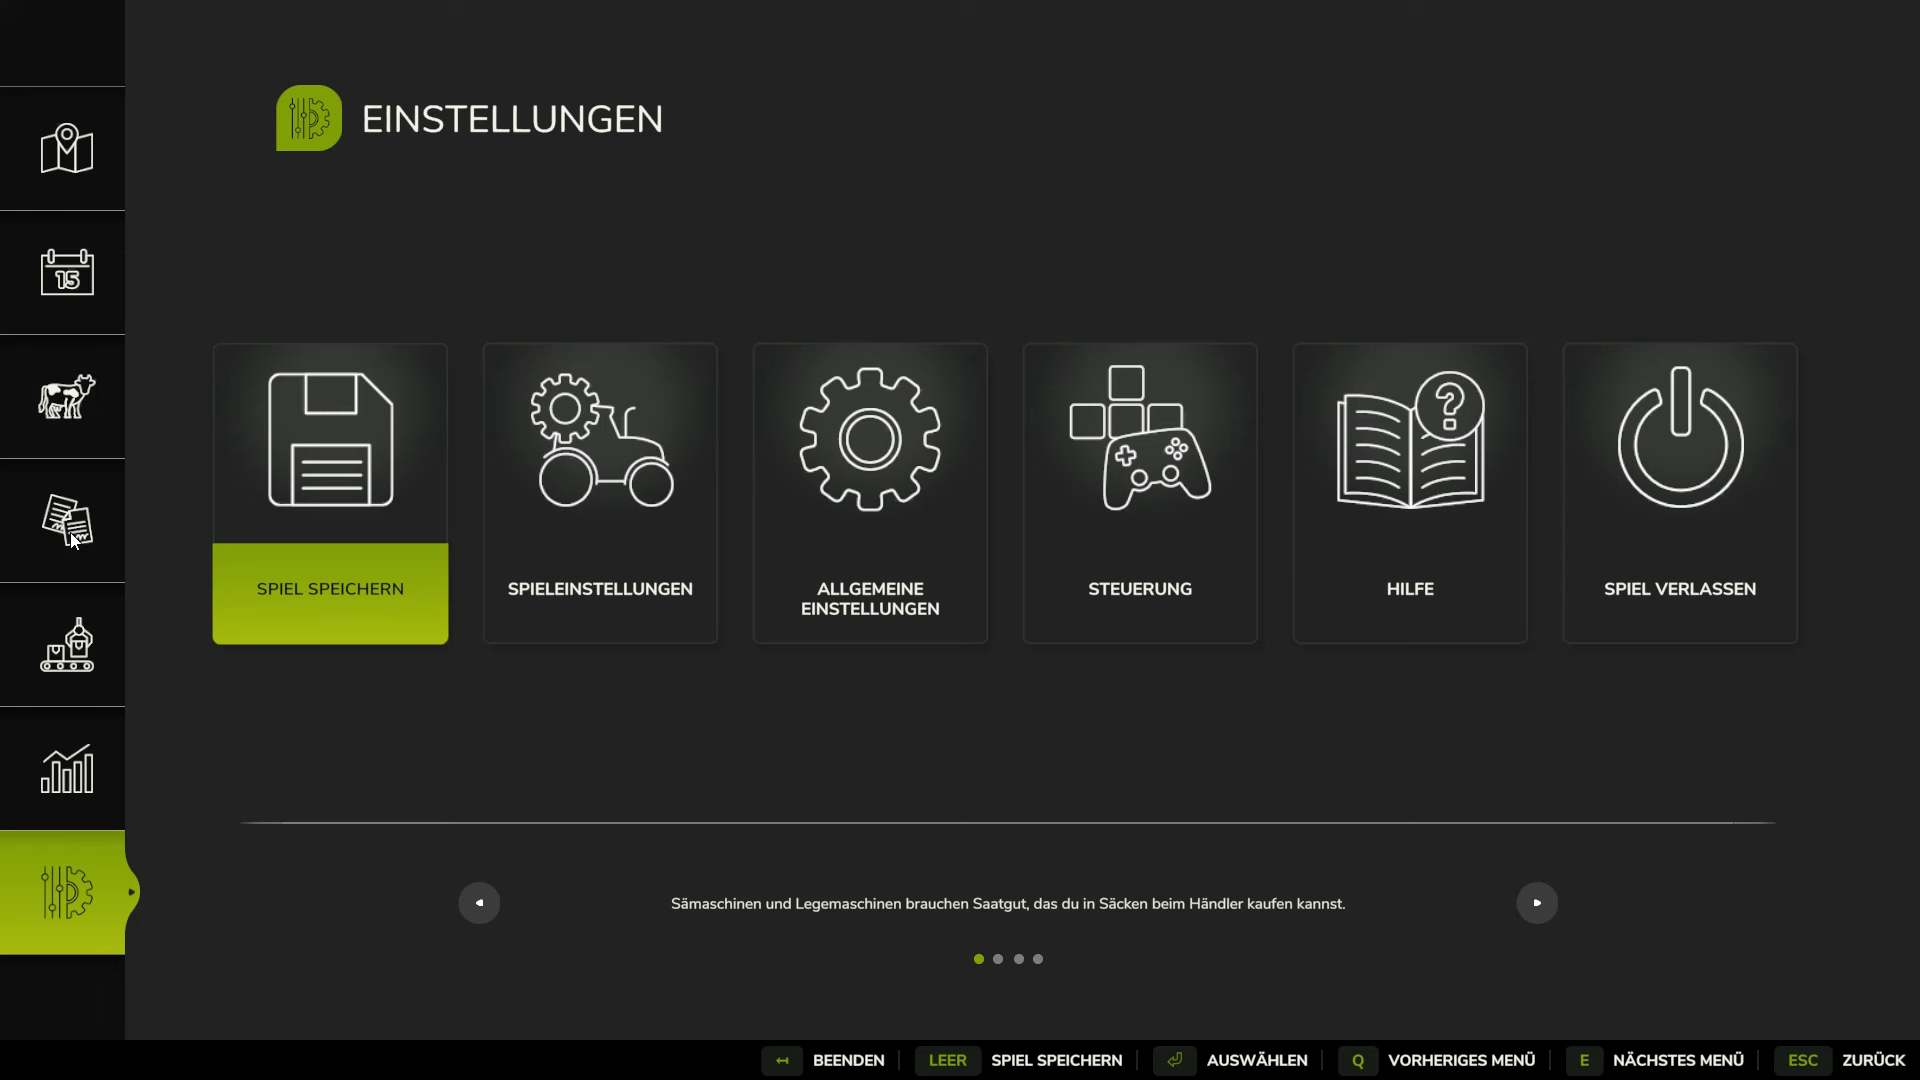 EINSTELLUNGEN
15
SPIEL SPEICHERN
SPIELEINSTELLUNGEN
ALLGEMEINE
EINSTELLUNGEN
STEUERUNG
?
HILFE
SPIEL VERLASSEN
Sämaschinen und Legemaschinen brauchen Saatgut, das du in Säcken beim Händler kaufen kannst.
BEENDEN LEER SPIEL SPEICHERN AUSWÄHLEN Q VORHERIGES MENÜ E NÄCHSTES MENÜ ESC ZURÜCK